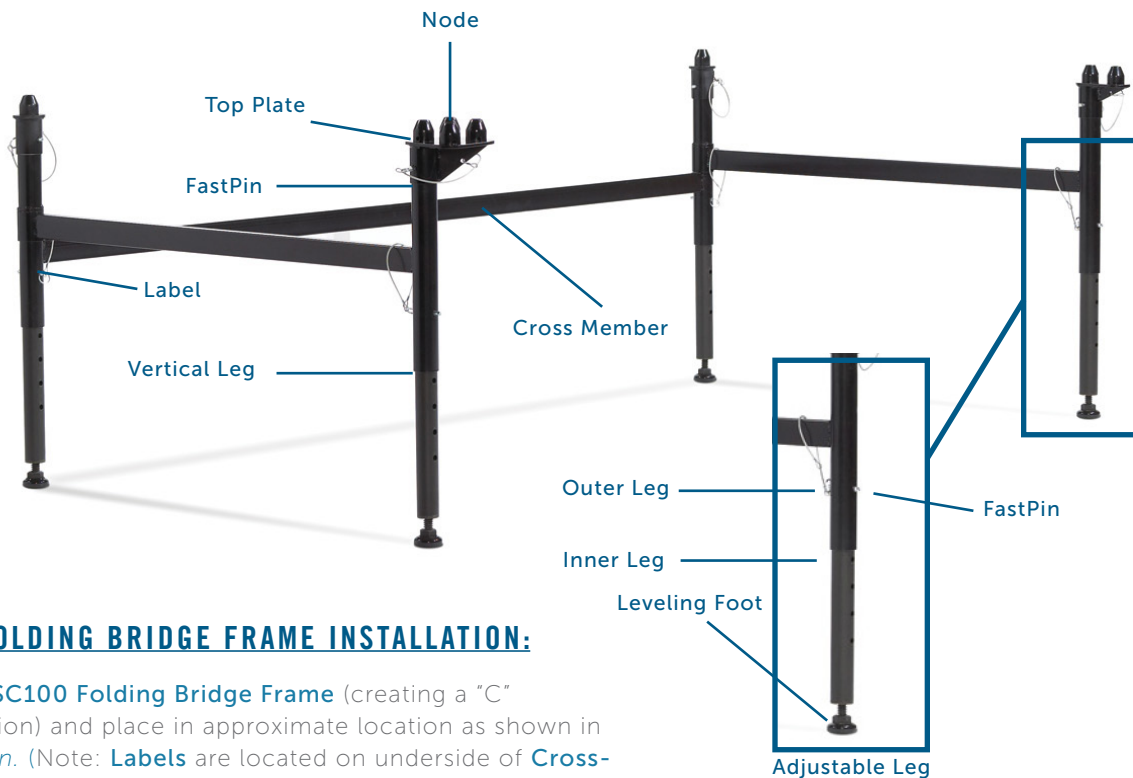 Node
Top Plate
FastPin
Label
Cross Member
Vertical Leg
Outer Leg
FastPin
Inner Leg
Leveling Foot
Adjustable Leg
OLDING BRIDGE FRAME INSTALLATION:
SC100 Folding Bridge Frame (creating a “C”
ion) and place in approximate location as shown in
n. (Note: Labels are located on underside of Cross-